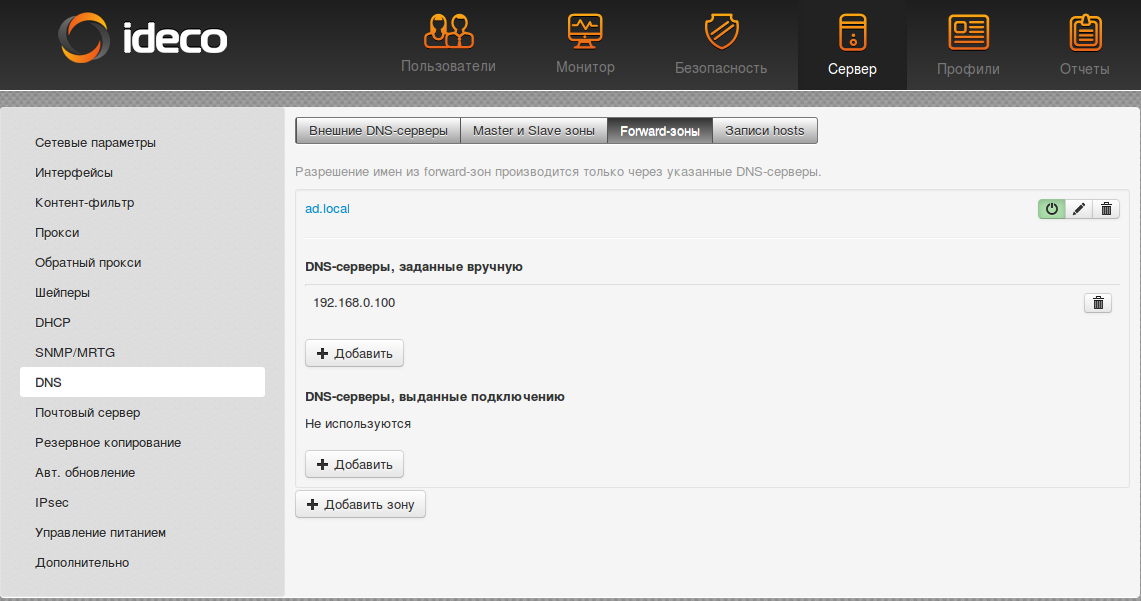 ideco
Пользователи
Монитор
Безопасность
Сервер
Профили
Отчеты
Сетевые параметры
Интерфейсы
Контент-фильтр
Прокси
Обратный прокси
Шейперы
DHCP
SNMP/MRTG
DNS
Почтовый сервер
Резервное копирование
Авт. обновление
IPsec
Управление питанием
Дополнительно
Внешние DNS-серверы
Master и Slave зоны
Forward-зоны
Записи hosts
Разрешение имен из forward-зон производится только через указанные DNS-серверы.
ad.local
DNS-серверы, заданные вручную
192.168.0.100
Добавить
DNS-серверы, выданные подключению
Не используются
Добавить
Добавить зону